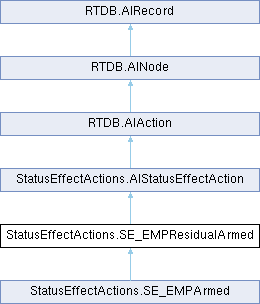 RTDB.AIRecord
RTDB.AINode
RTDB.AIAction
StatusEffectActions.AIStatusEffectAction
StatusEffectActions.SE_EMPResidualArmed
StatusEffectActions.SE_EMPArmed